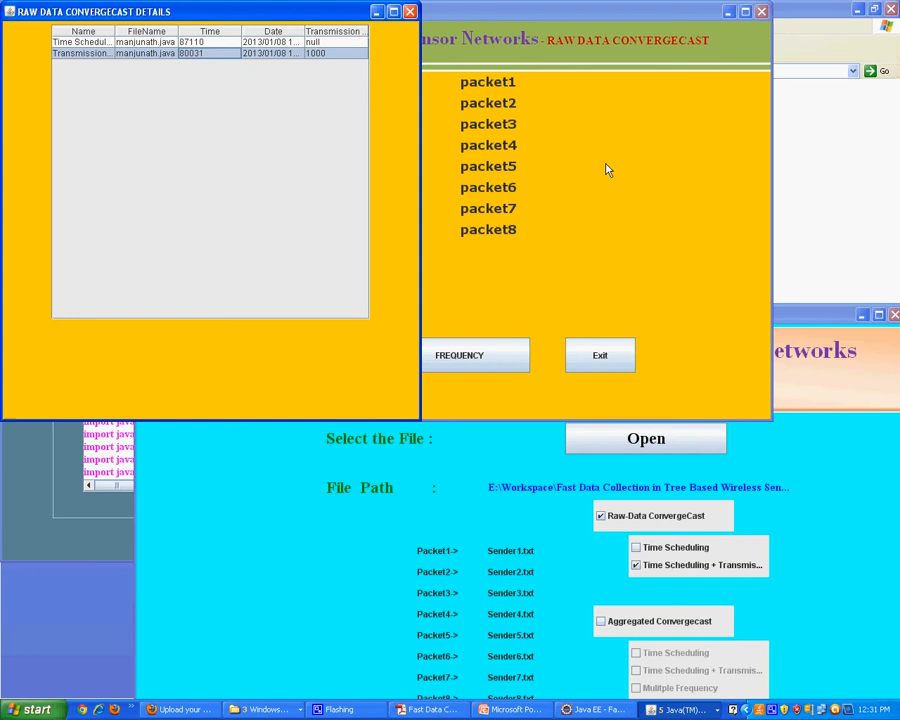 RAW DATA CONVERGECAST DETAILS
Name FileName Time Date Transmission ...
Time Schedul... manjunath.java 87110 2013/01/08 1... null
Transmission... manjunath.java 80031 2013/01/08 1... 1000
nsor Networks - RAW DATA CONVERGECAST
packet1
packet2
packet3
packet4
packet5
packet6
packet7
packet8
FREQUENCY
Exit
Go
etworks
import java
import java
import java
import java
import java
Select the File :
Open
File Path :
E:\Workspace\Fast Data Collection in Tree Based Wireless Sen...
Raw-Data ConvergeCast
Time Scheduling
Time Scheduling + Transmis...
Aggregated Convergecast
Time Scheduling
Time Scheduling + Transmis...
Mulitple Frequency
Packet1-> Sender1.txt
Packet2-> Sender2.txt
Packet3-> Sender3.txt
Packet4-> Sender4.txt
Packet5-> Sender5.txt
Packet6-> Sender6.txt
Packet7-> Sender7.txt
Packet8-> Sender8.txt
start
Upload your ...
3 Windows...
Flashing
Fast Data C...
Microsoft Po...
Java EE - Fa...
5 Java(TM)...
12:31 PM